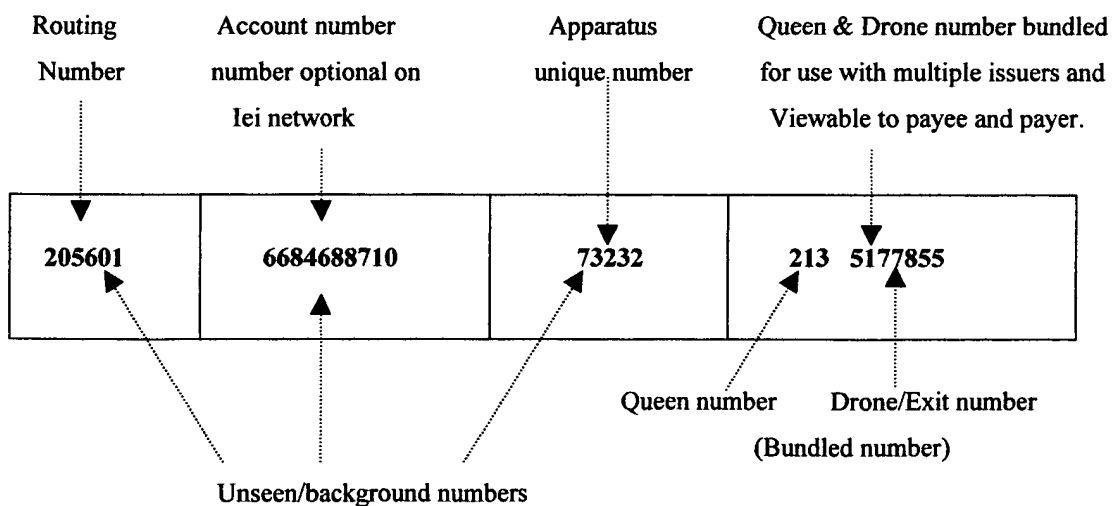 Routing
Number
Account number
number optional on
Iei network
Apparatus
unique number
Queen & Drone number bundled
for use with multiple issuers and
Viewable to payee and payer.
205601
6684688710
73232
213 5177855
Queen number
Drone/Exit number
(Bundled number)
Unseen/background numbers